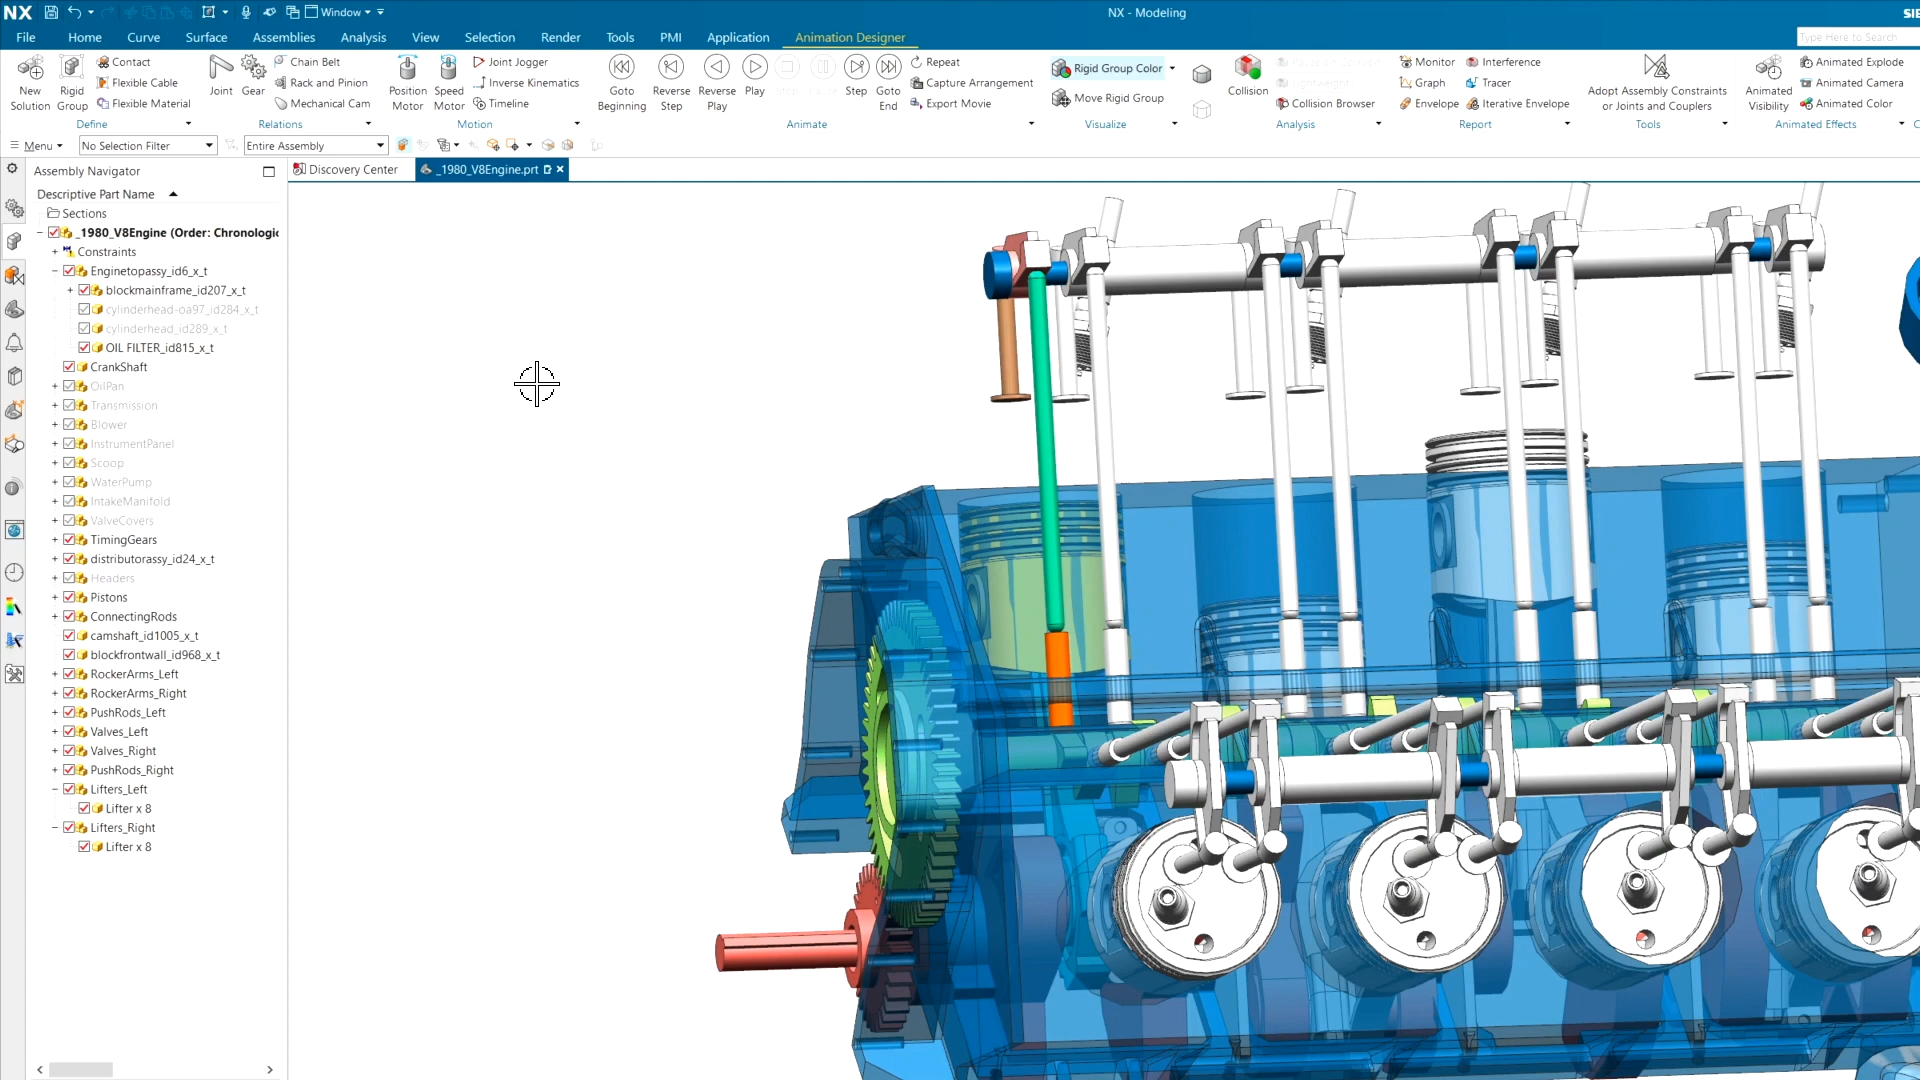 NX
Window
NX - Modeling
SIE
File Home Curve Surface Assemblies Analysis View Selection Render Tools PMI Application Animation Designer
Type Here to Search
New Solution
Rigid Group
Contact
Flexible Cable
Flexible Material
Define
Joint
Gear
Chain Belt
Rack and Pinion
Mechanical Cam
Relations
Position Motor
Speed Motor
Joint Jogger
Inverse Kinematics
Timeline
Motion
Goto Beginning
Reverse Step
Reverse Play
Play
Step
Goto End
Repeat
Capture Arrangement
Export Movie
Animate
Rigid Group Color
Move Rigid Group
Visualize
Collision
Collision Browser
Analysis
Monitor
Graph
Envelope
Interference
Tracer
Iterative Envelope
Report
Adopt Assembly Constraints or Joints and Couplers
Tools
Animated Visibility
Animated Explode
Animated Camera
Animated Color
Animated Effects
Menu
No Selection Filter
Entire Assembly
Assembly Navigator
Discovery Center
_1980_V8Engine.prt
Descriptive Part Name
Sections
_1980_V8Engine (Order: Chronologic
Constraints
Enginetopassy_id6_x_t
blockmainframe_id207_x_t
cylinderhead-oa97_id284_x_t
cylinderhead_id289_x_t
OIL FILTER_id815_x_t
CrankShaft
OilPan
Transmission
Blower
InstrumentPanel
Scoop
WaterPump
IntakeManifold
ValveCovers
TimingGears
distributorassy_id24_x_t
Headers
Pistons
ConnectingRods
camshaft_id1005_x_t
blockfrontwall_id968_x_t
RockerArms_Left
RockerArms_Right
PushRods_Left
Valves_Left
Valves_Right
PushRods_Right
Lifters_Left
Lifter x 8
Lifters_Right
Lifter x 8